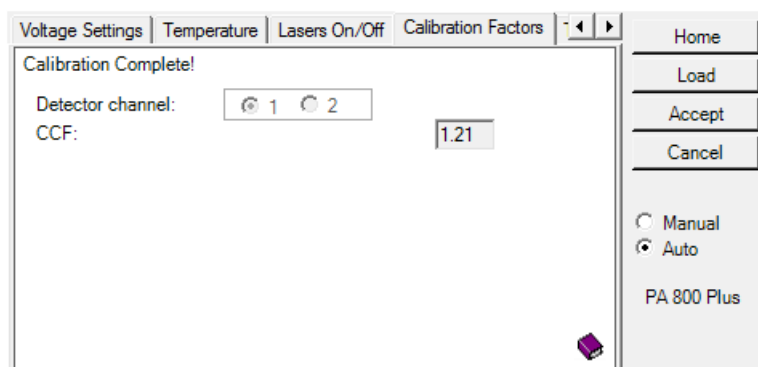 Voltage Settings Temperature Lasers On/Off Calibration Factors
Calibration Complete!
Detector channel: 1 2
CCF: 1.21
Home
Load
Accept
Cancel
Manual
Auto
PA 800 Plus